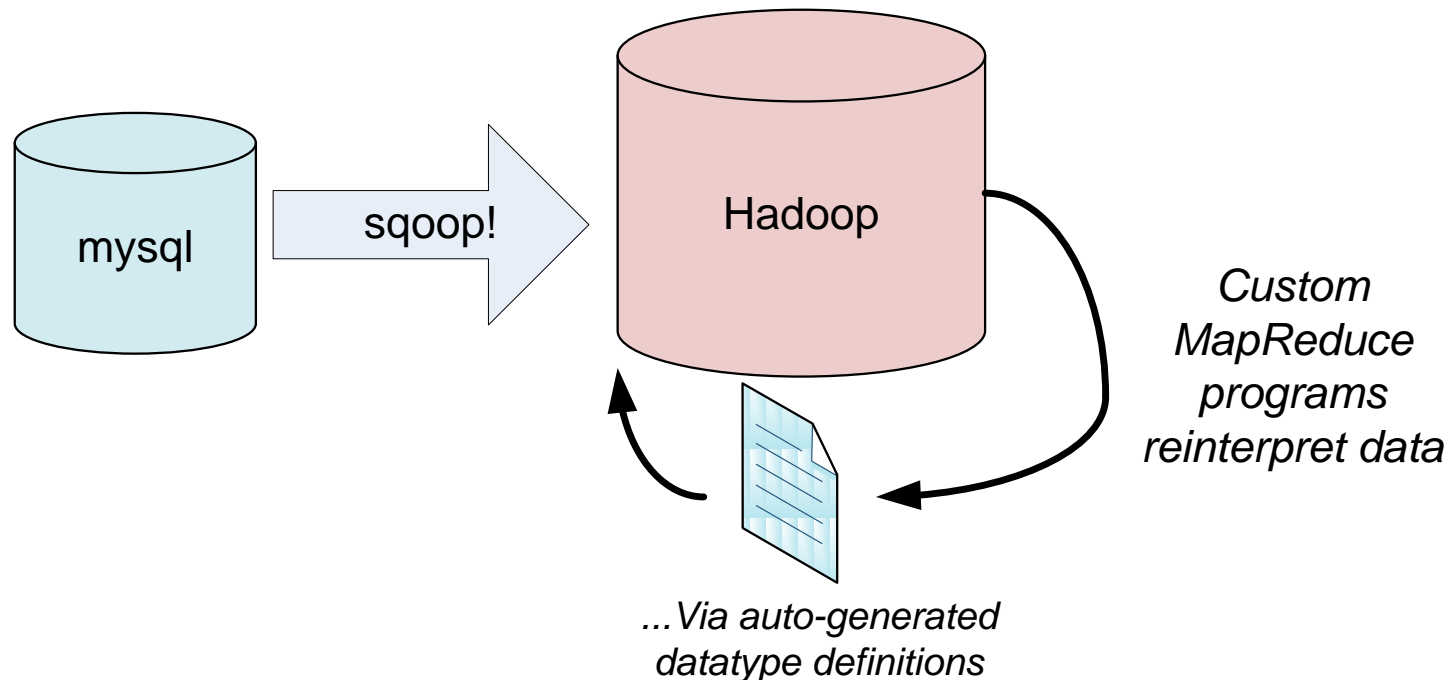 mysql
sqoop!
Hadoop
Custom
MapReduce
programs
reinterpret data
...Via auto-generated
datatype definitions